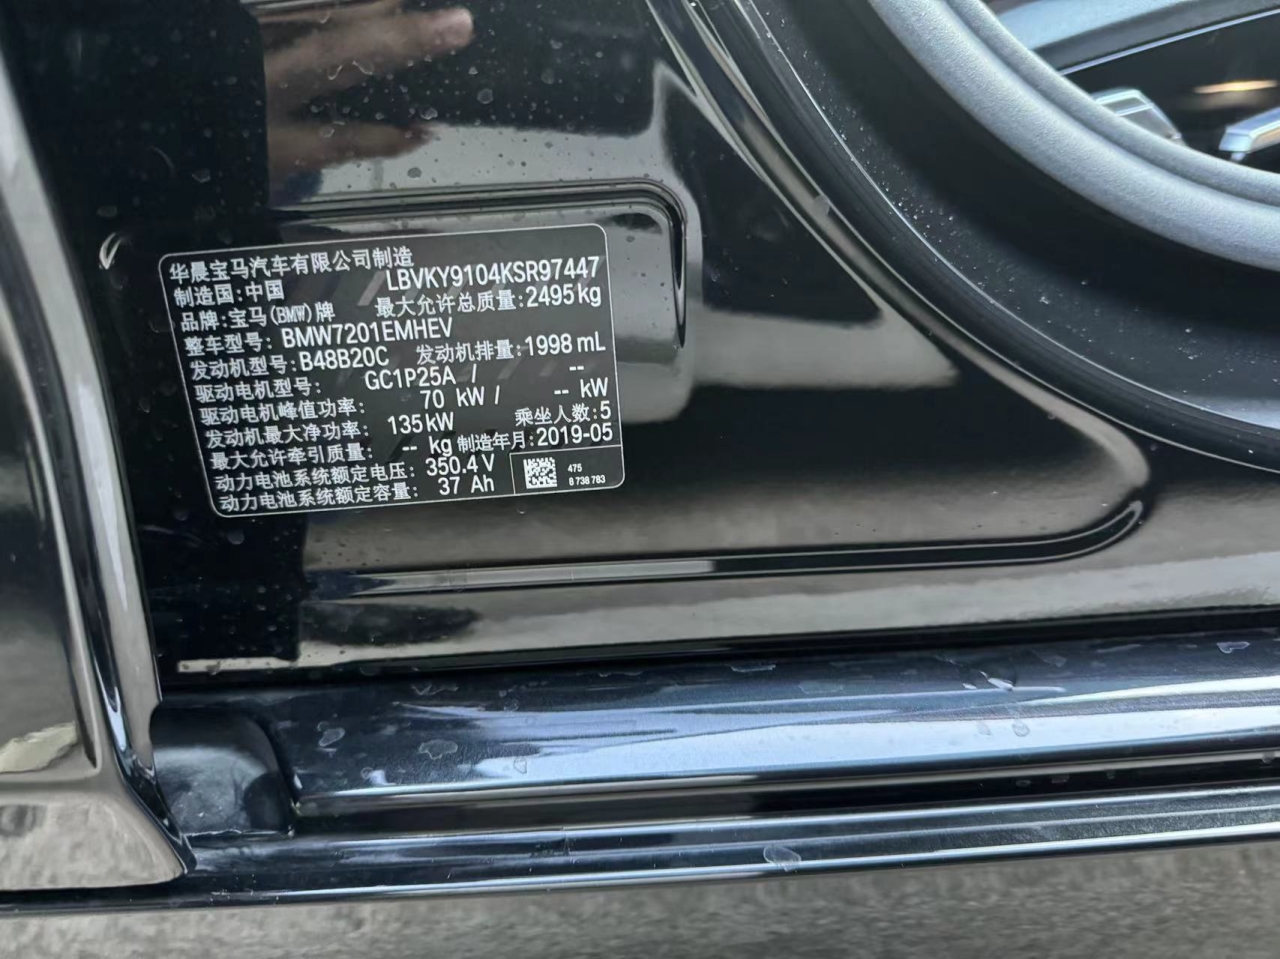 华晨宝马汽车有限公司制造
制造国:中国 LBVKY9104KSR97447
品牌:宝马(BMW)牌 最大允许总质量:2495kg
整车型号:BMW7201EMHEV
发动机型号:B48B20C 发动机排量:1998 mL
驱动电机型号: GC1P25A / --
驱动电机峰值功率: 70 kW / -- kW
发动机最大净功率: 135kW 乘坐人数:5
最大允许牵引质量: -- kg 制造年月:2019-05
动力电池系统额定电压: 350.4V
动力电池系统额定容量: 37 Ah
475
8 738 783